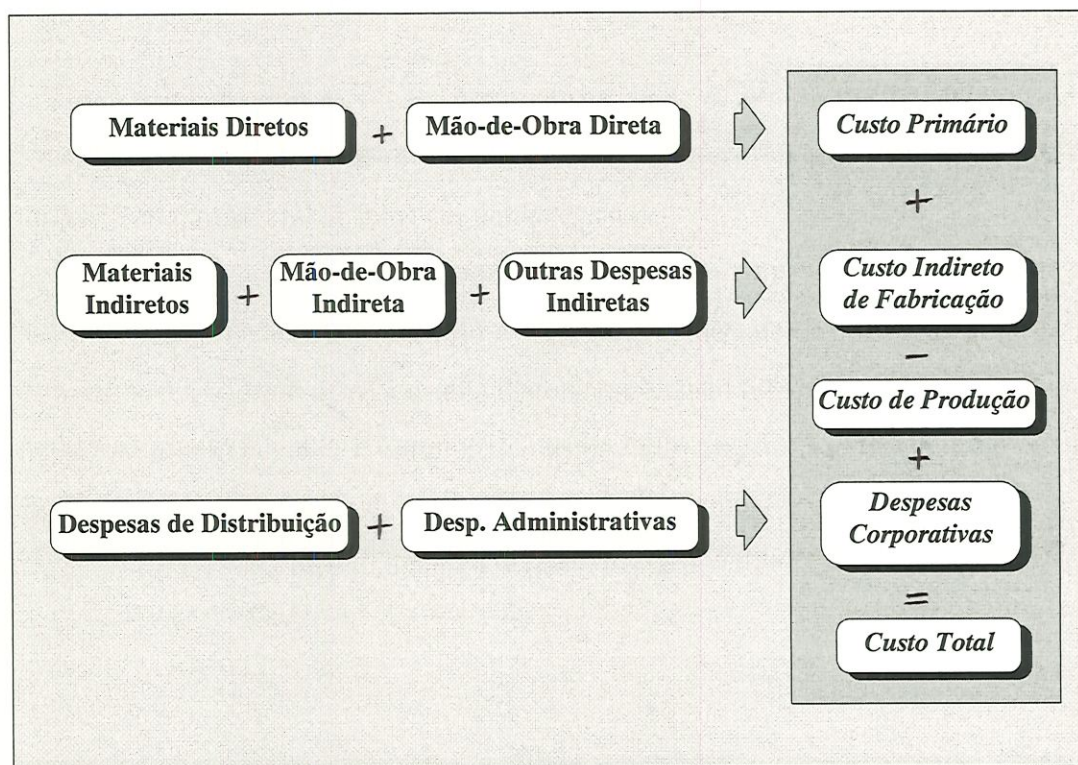 Materiais Diretos + Mão-de-Obra Direta Custo Primário
+
Materiais Indiretos + Mão-de-Obra Indireta + Outras Despesas Indiretas Custo Indireto de Fabricação
-
Custo de Produção
+
Despesas de Distribuição + Desp. Administrativas Despesas Corporativas
=
Custo Total